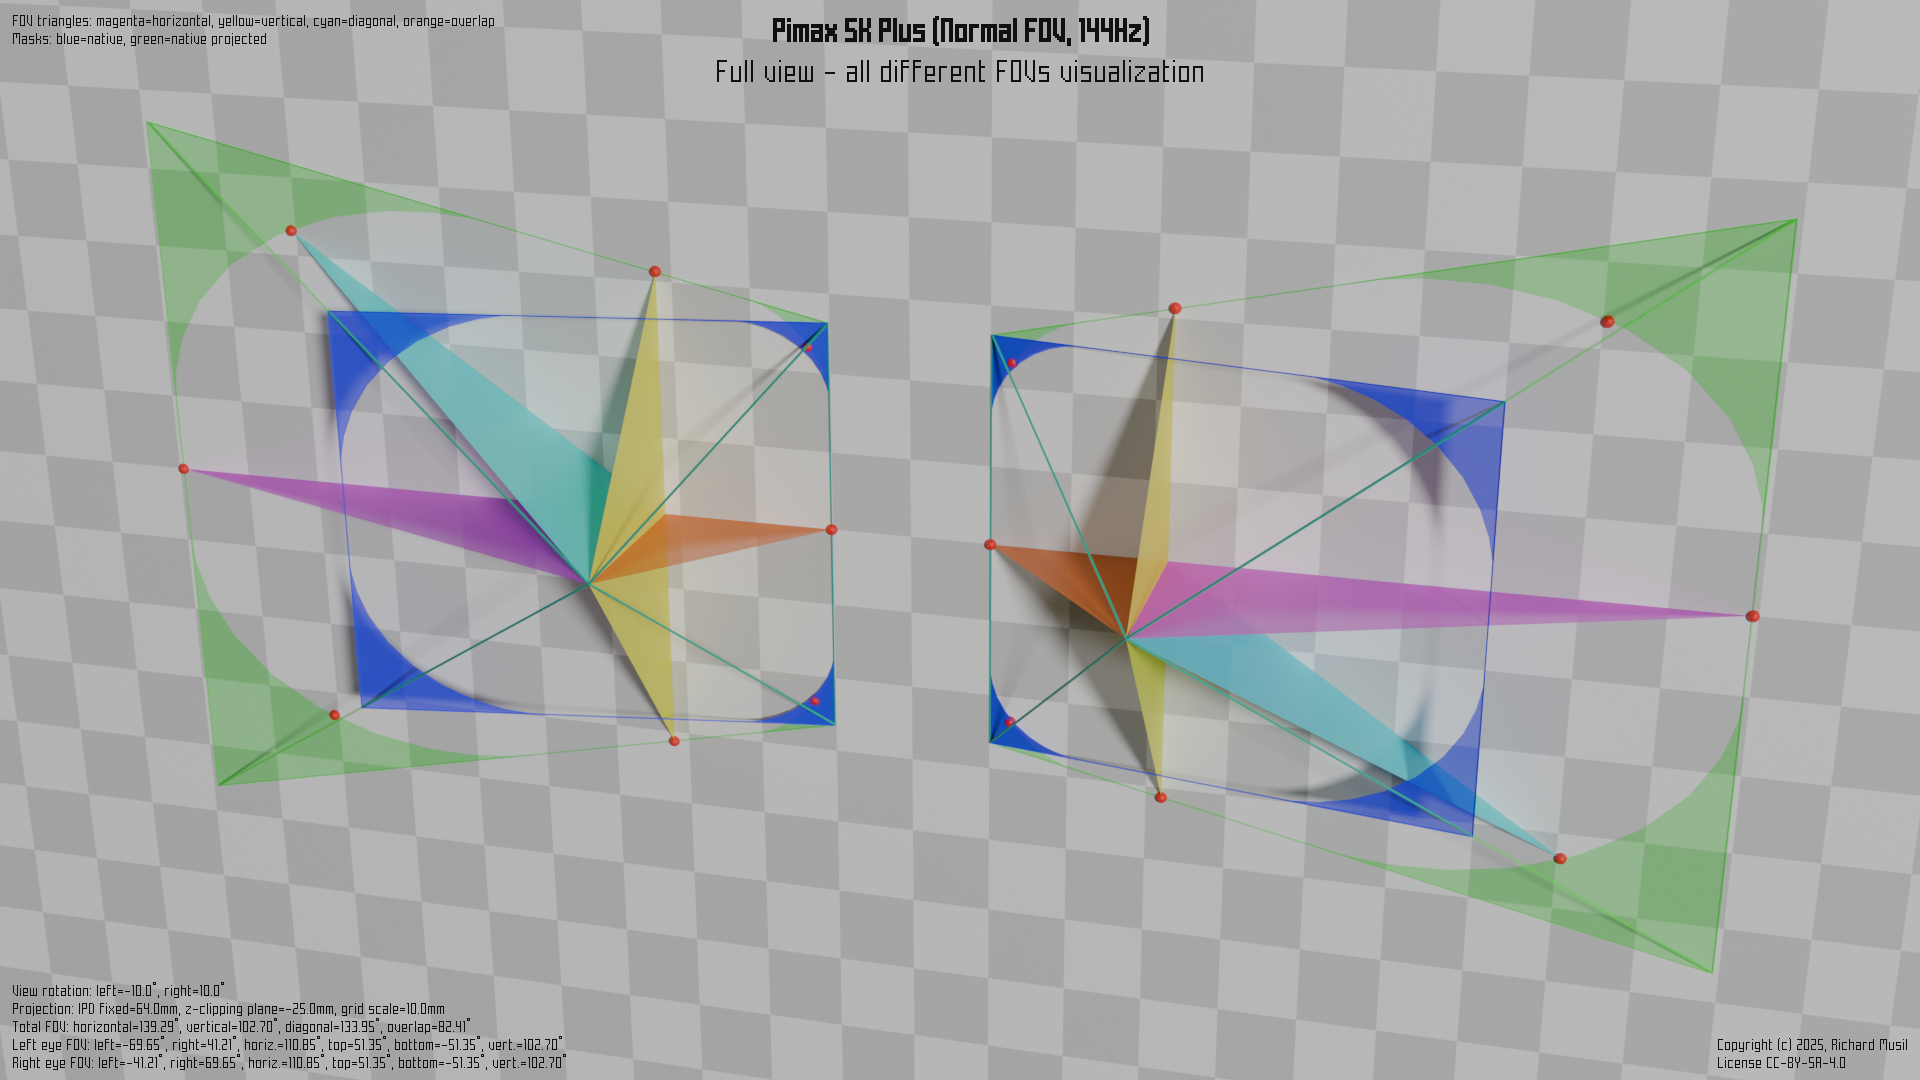 FOV triangles: magenta=horizontal, yellow=vertical, cyan=diagonal, orange=overlap
Masks: blue=native, green=native projected
Pimax 5K Plus (Normal FOV, 144Hz)
Full view - all different FOVs visualization
View rotation: left=-10.0°, right=10.0°
Projection: IPD fixed=64.0mm, z-clipping plane=-25.0mm, grid scale=10.0mm
Total FOV: horizontal=139.29°, vertical=102.70°, diagonal=133.95°, overlap=82.41°
Left eye FOV: left=-69.65°, right=41.21°, horiz.=110.85°, top=51.35°, bottom=-51.35°, vert.=102.70°
Right eye FOV: left=-41.21°, right=69.65°, horiz.=110.85°, top=51.35°, bottom=-51.35°, vert.=102.70°
Copyright (c) 2025, Richard Musil
License CC-BY-SA-4.0